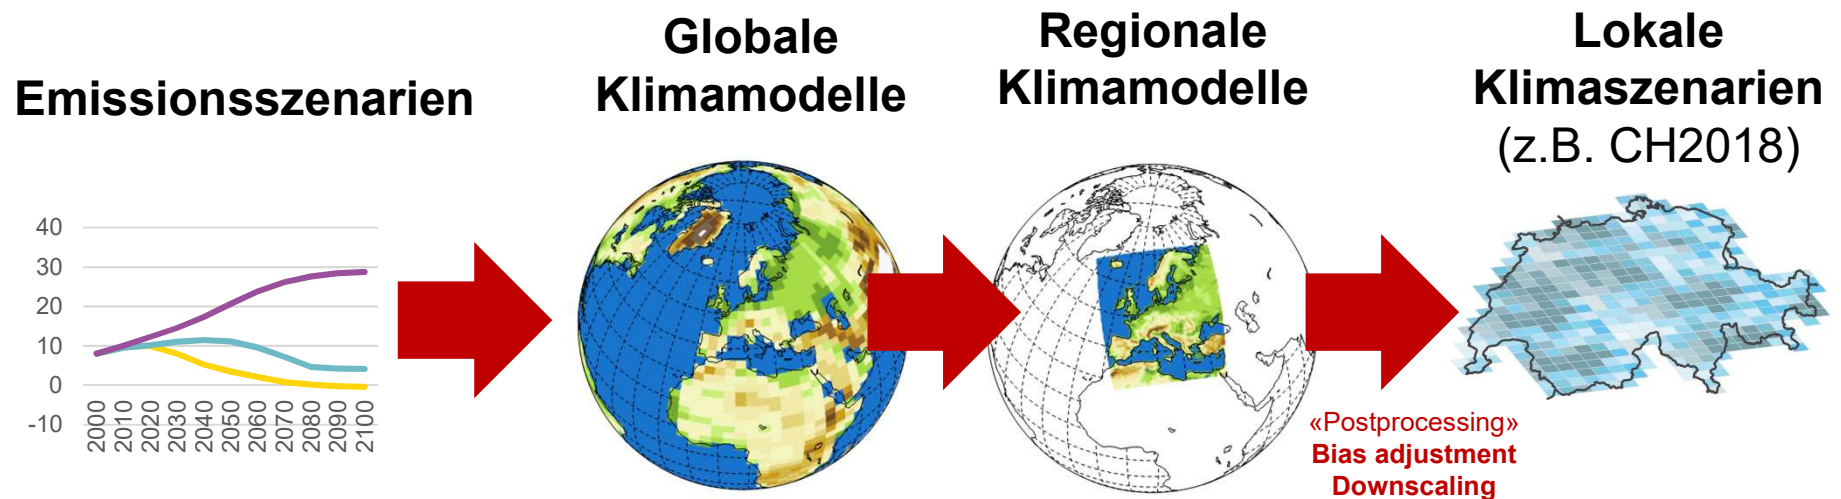 Emissionsszenarien
Globale
Klimamodelle
Regionale
Klimamodelle
Lokale
Klimaszenarien
(z.B. CH2018)
40
30
20
10
0
-10
2000
2010
2020
2030
2040
2050
2060
2070
2080
2090
2100
«Postprocessing»
Bias adjustment
Downscaling